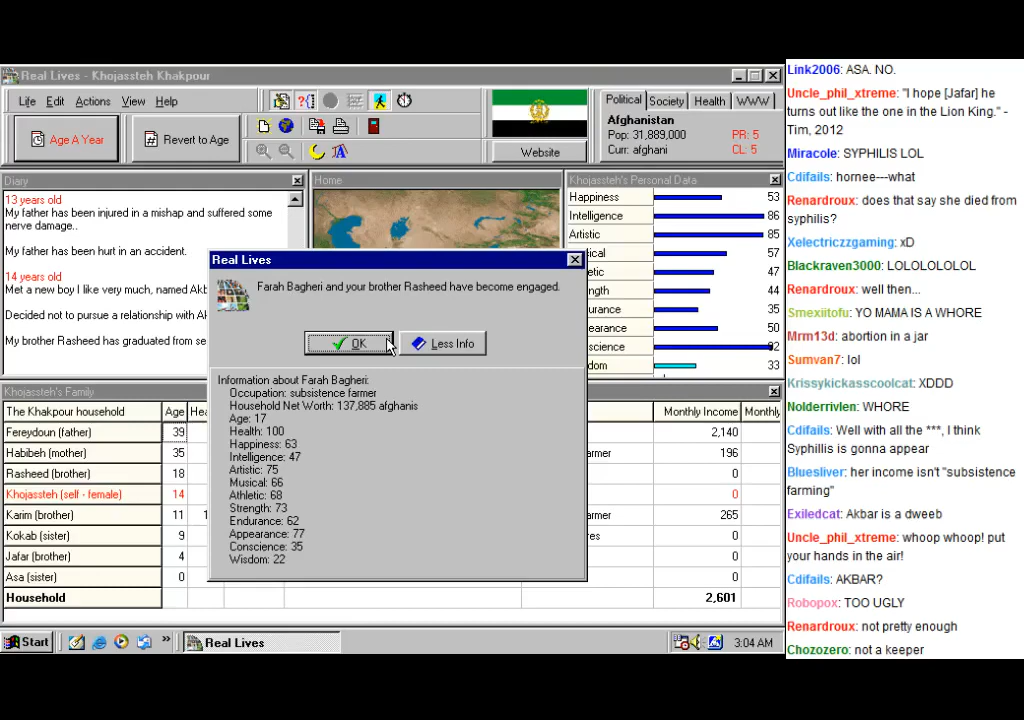 Real Lives - Khojassteh Khakpour
Life Edit Actions View Help
Age A Year
Revert to Age
Website
Political Society Health WWW
Afghanistan
Pop: 31,889,000 PR: 5
Curr: afghani CL: 5
Diary
13 years old
My father has been injured in a mishap and suffered some
nerve damage..
My father has been hurt in an accident.
14 years old
Met a new boy I like very much, named Akb
Decided not to pursue a relationship with Ak
My brother Rasheed has graduated from se
Home
Khojassteh's Personal Data
Happiness 53
Intelligence 86
Artistic 85
sical 57
etic 47
ngth 44
urance 35
earance 50
science 82
dom 33
Real Lives
Farah Bagheri and your brother Rasheed have become engaged.
OK
Less Info
Information about Farah Bagheri:
Occupation: subsistence farmer
Household Net Worth: 137,885 afghanis
Age: 17
Health: 100
Happiness: 63
Intelligence: 47
Artistic: 75
Musical: 66
Athletic: 68
Strength: 73
Endurance: 62
Appearance: 77
Conscience: 35
Wisdom: 22
Khojassteh's Family
The Khakpour household Age Hea Monthly Income Monthly
Fereydoun (father) 39 2,140
Habibeh (mother) 35 armer 196
Rasheed (brother) 18 0
Khojassteh (self - female) 14 0
Karim (brother) 11 1 armer 265
Kokab (sister) 9 res 0
Jafar (brother) 4 0
Asa (sister) 0 0
Household 2,601
Start
Real Lives
3:04 AM
Link2006: ASA. NO.
Uncle_phil_xtreme: "I hope [Jafar] he
turns out like the one in the Lion King." -
Tim, 2012
Miracole: SYPHILIS LOL
Cdifails: hornee---what
Renardroux: does that say she died from
syphilis?
Xelectriczzgaming: xD
Blackraven3000: LOLOLOLOLOL
Renardroux: well then...
Smexiitofu: YO MAMA IS A WHORE
Mrm13d: abortion in a jar
Sumvan7: lol
Krissykickasscoolcat: XDDD
Nolderrivlen: WHORE
Cdifails: Well with all the ***, I think
Syphillis is gonna appear
Bluesliver: her income isn't "subsistence
farming"
Exiledcat: Akbar is a dweeb
Uncle_phil_xtreme: whoop whoop! put
your hands in the air!
Cdifails: AKBAR?
Robopox: TOO UGLY
Renardroux: not pretty enough
Chozozero: not a keeper